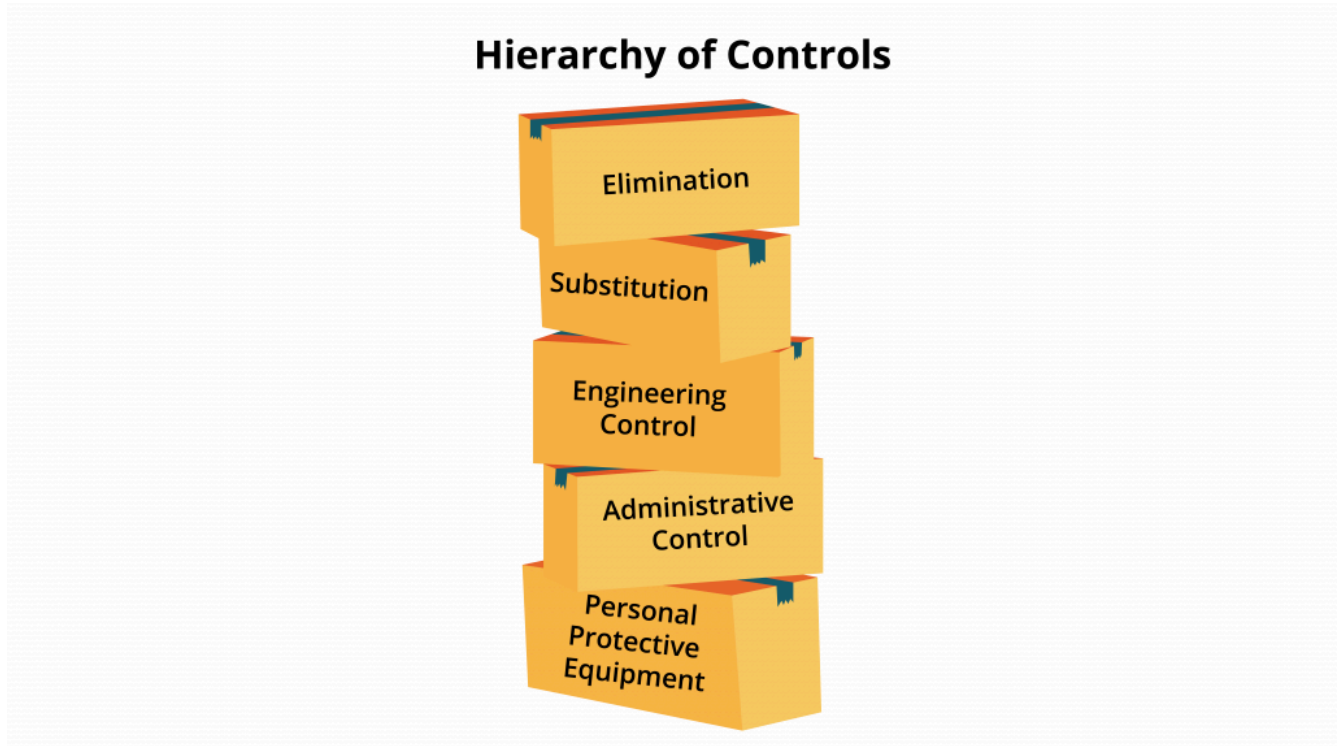 Hierarchy of Controls
Elimination
Substitution
Engineering
Control
Administrative
Control
Personal
Protective
Equipment